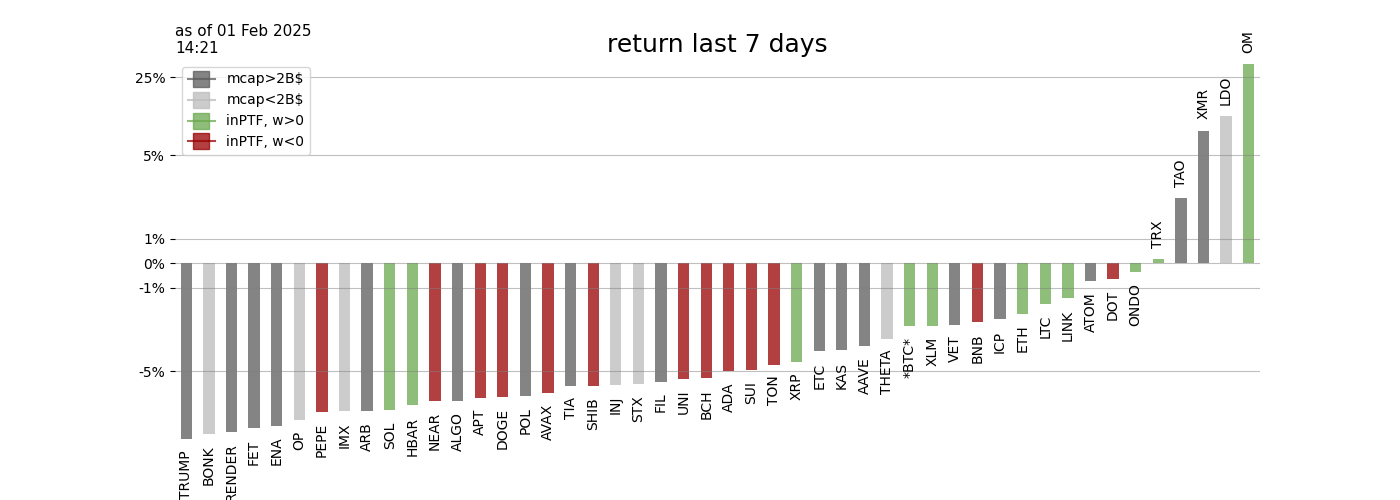 as of 01 Feb 2025
14:21
return last 7 days
mcap>2B$
mcap<2B$
inPTF, w>0
inPTF, w<0
25%
5%
1%
0%
-1%
-5%
TRUMP
BONK
RENDER
FET
ENA
OP
PEPE
IMX
ARB
SOL
HBAR
NEAR
ALGO
APT
DOGE
POL
AVAX
TIA
SHIB
INJ
STX
FIL
UNI
BCH
ADA
SUI
TON
XRP
ETC
KAS
AAVE
THETA
*BTC*
XLM
VET
BNB
ICP
ETH
LTC
LINK
ATOM
DOT
ONDO
TRX
TAO
XMR
LDO
OM